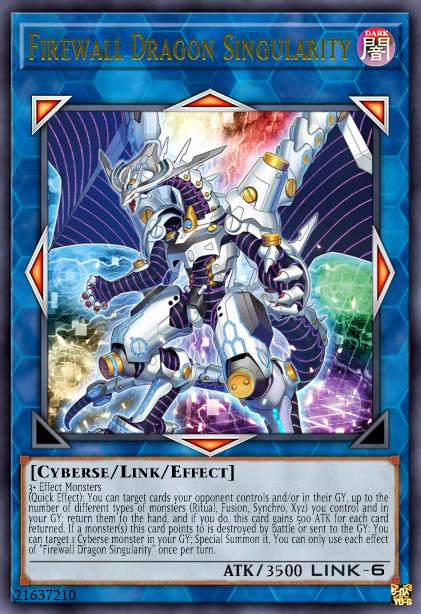 FIREWALL DRAGON SINGULARITY
DARK
闇
[CYBERSE/LINK/EFFECT]
3+ Effect Monsters
(Quick Effect): You can target cards your opponent controls and/or in their GY, up to the
number of different types of monsters (Ritual, Fusion, Synchro, Xyz) you control and in
your GY; return them to the hand, and if you do, this card gains 500 ATK for each card
returned. If a monster(s) this card points to is destroyed by battle or sent to the GY: You
can target 1 Cyberse monster in your GY; Special Summon it. You can only use each
effect of "Firewall Dragon Singularity" once per turn.
ATK/3500 LINK-6
21637210